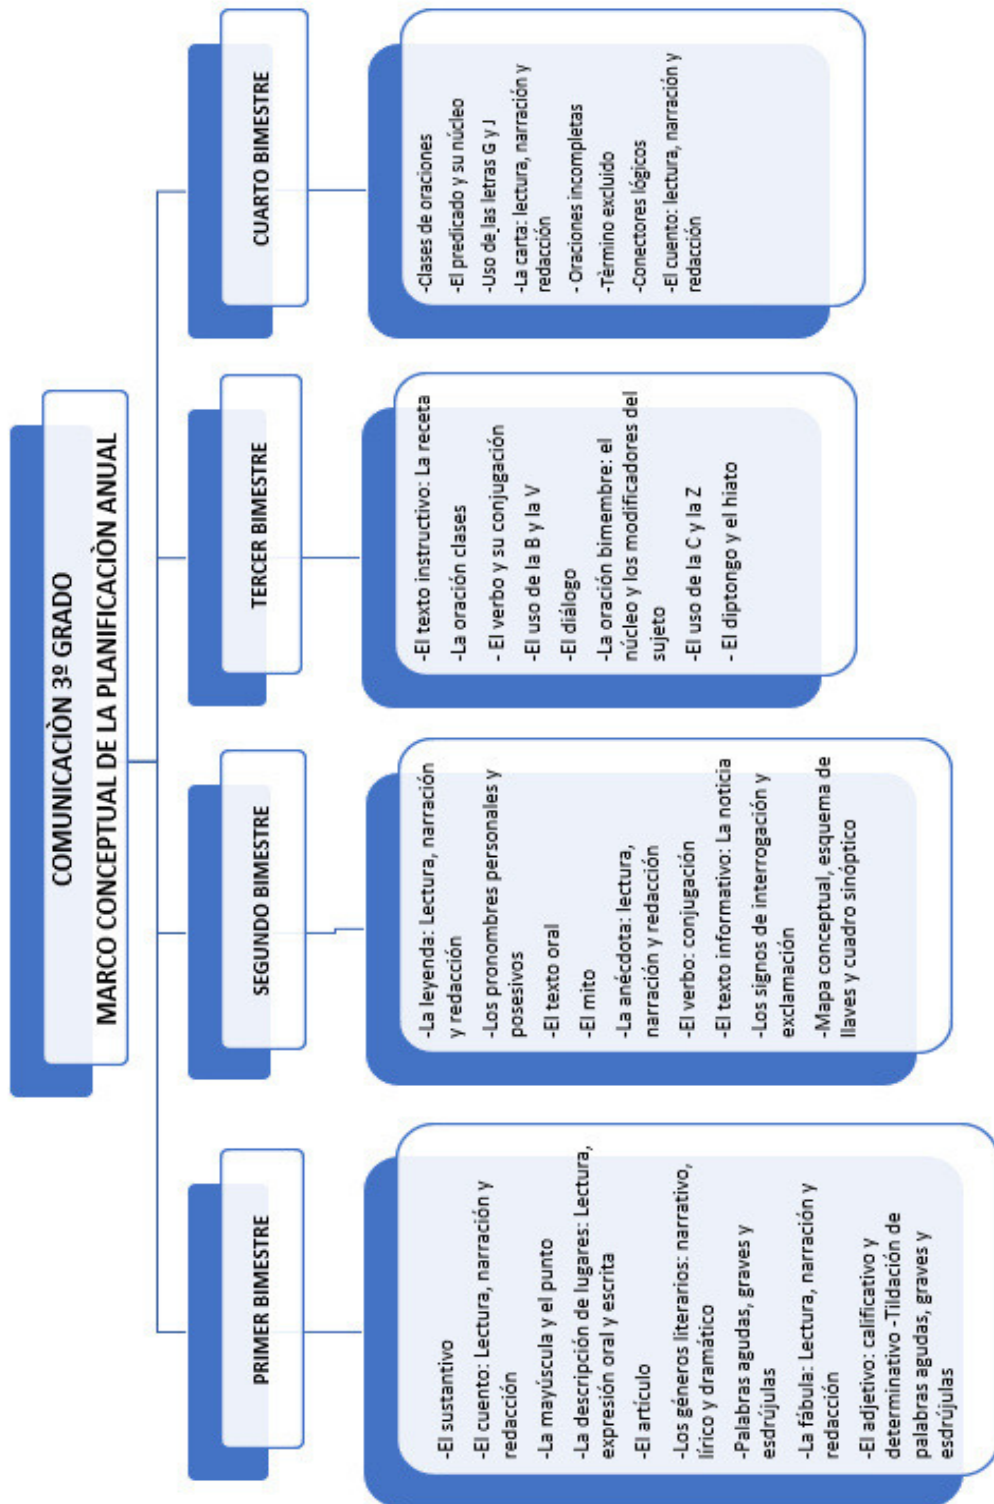 COMUNICACIÒN 3º GRADO
MARCO CONCEPTUAL DE LA PLANIFICACIÒN ANUAL
PRIMER BIMESTRE
-El sustantivo
-El cuento: Lectura, narración y
redacción
-La mayúscula y el punto
-La descripción de lugares: Lectura,
expresión oral y escrita
-El artículo
-Los géneros literarios: narrativo,
lírico y dramático
-Palabras agudas, graves y
esdrújulas
-La fábula: Lectura, narración y
redacción
-El adjetivo: calificativo y
determinativo -Tildación de
palabras agudas, graves y
esdrújulas
SEGUNDO BIMESTRE
-La leyenda: Lectura, narración
y redacción
-Los pronombres personales y
posesivos
-El texto oral
-El mito
-La anécdota: lectura,
narración y redacción
-El verbo: conjugación
-El texto informativo: La noticia
-Los signos de interrogación y
exclamación
-Mapa conceptual, esquema de
llaves y cuadro sinóptico
TERCER BIMESTRE
-El texto instructivo: La receta
-La oración clases
- El verbo y su conjugación
-El uso de la B y la V
-El diálogo
-La oración bimembre: el
núcleo y los modificadores del
sujeto
-El uso de la C y la Z
- El diptongo y el hiato
CUARTO BIMESTRE
-Clases de oraciones
-El predicado y su núcleo
-Uso de las letras G y J
-La carta: lectura, narración y
redacción
- Oraciones incompletas
-Tèrmino excluido
-Conectores lógicos
-El cuento: lectura, narración y
redacción